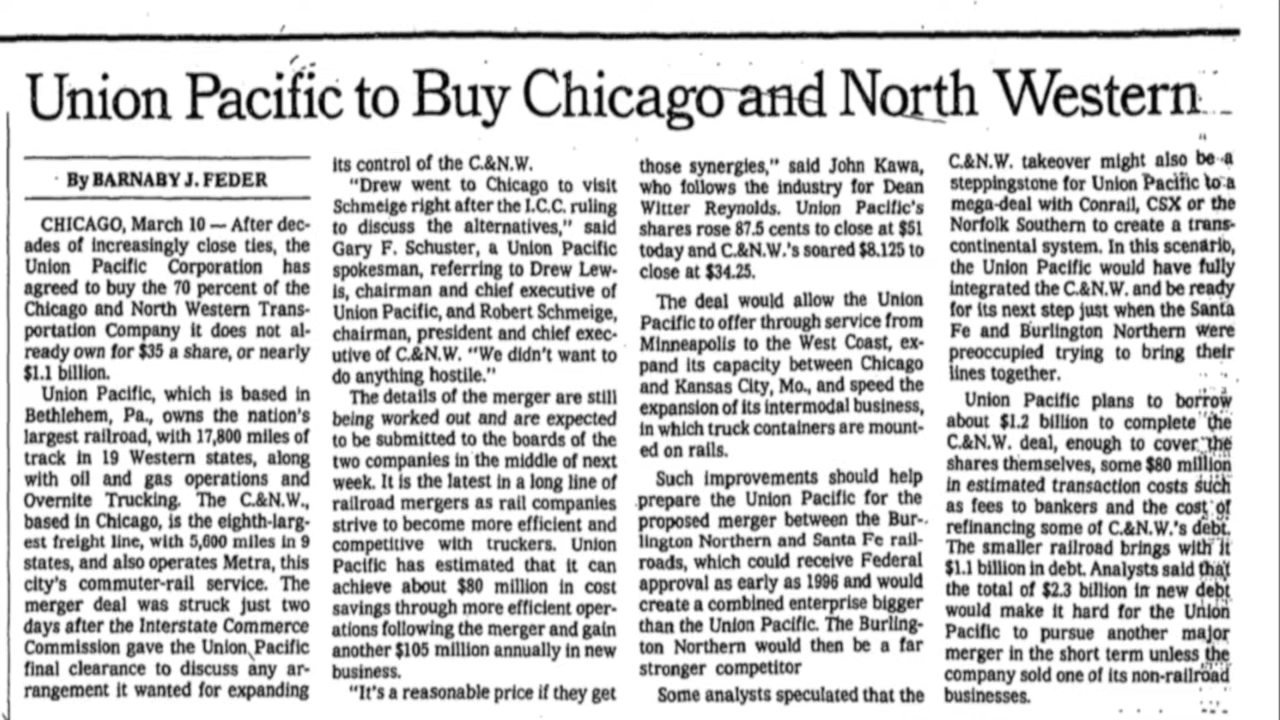 Union Pacific to Buy Chicago and North Western
By BARNABY J. FEDER
CHICAGO, March 10 — After dec-
ades of increasingly close ties, the
Union Pacific Corporation has
agreed to buy the 70 percent of the
Chicago and North Western Trans-
portation Company it does not al-
ready own for $35 a share, or nearly
$1.1 billion.
Union Pacific, which is based in
Bethlehem, Pa., owns the nation's
largest railroad, with 17,800 miles of
track in 19 Western states, along
with oil and gas operations and
Overnite Trucking. The C.&N.W.,
based in Chicago, is the eighth-larg-
est freight line, with 5,600 miles in 9
states, and also operates Metra, this
city's commuter-rail service. The
merger deal was struck just two
days after the Interstate Commerce
Commission gave the Union Pacific
final clearance to discuss any ar-
rangement it wanted for expanding
its control of the C.&N.W.
"Drew went to Chicago to visit
Schmeige right after the I.C.C. ruling
to discuss the alternatives," said
Gary F. Schuster, a Union Pacific
spokesman, referring to Drew Lew-
is, chairman and chief executive of
Union Pacific, and Robert Schmeige,
chairman, president and chief exec-
utive of C.&N.W. "We didn't want to
do anything hostile."
The details of the merger are still
being worked out and are expected
to be submitted to the boards of the
two companies in the middle of next
week. It is the latest in a long line of
railroad mergers as rail companies
strive to become more efficient and
competitive with truckers. Union
Pacific has estimated that it can
achieve about $80 million in cost
savings through more efficient oper-
ations following the merger and gain
another $105 million annually in new
business.
"It's a reasonable price if they get
those synergies," said John Kawa,
who follows the industry for Dean
Witter Reynolds. Union Pacific's
shares rose 87.5 cents to close at $51
today and C.&N.W.'s soared $8.125 to
close at $34.25.
The deal would allow the Union
Pacific to offer through service from
Minneapolis to the West Coast, ex-
pand its capacity between Chicago
and Kansas City, Mo., and speed the
expansion of its intermodal business,
in which truck containers are mount-
ed on rails.
Such improvements should help
prepare the Union Pacific for the
proposed merger between the Bur-
lington Northern and Santa Fe rail-
roads, which could receive Federal
approval as early as 1996 and would
create a combined enterprise bigger
than the Union Pacific. The Burling-
ton Northern would then be a far
stronger competitor
Some analysts speculated that the
C.&N.W. takeover might also be a
steppingstone for Union Pacific to a
mega-deal with Conrail, CSX or the
Norfolk Southern to create a trans-
continental system. In this scenario,
the Union Pacific would have fully
integrated the C.&N.W. and be ready
for its next step just when the Santa
Fe and Burlington Northern were
preoccupied trying to bring their
lines together.
Union Pacific plans to borrow
about $1.2 billion to complete the
C.&N.W. deal, enough to cover the
shares themselves, some $80 million
in estimated transaction costs such
as fees to bankers and the cost of
refinancing some of C.&N.W.'s debt.
The smaller railroad brings with it
$1.1 billion in debt. Analysts said that
the total of $2.3 billion in new debt
would make it hard for the Union
Pacific to pursue another major
merger in the short term unless the
company sold one of its non-railroad
businesses.